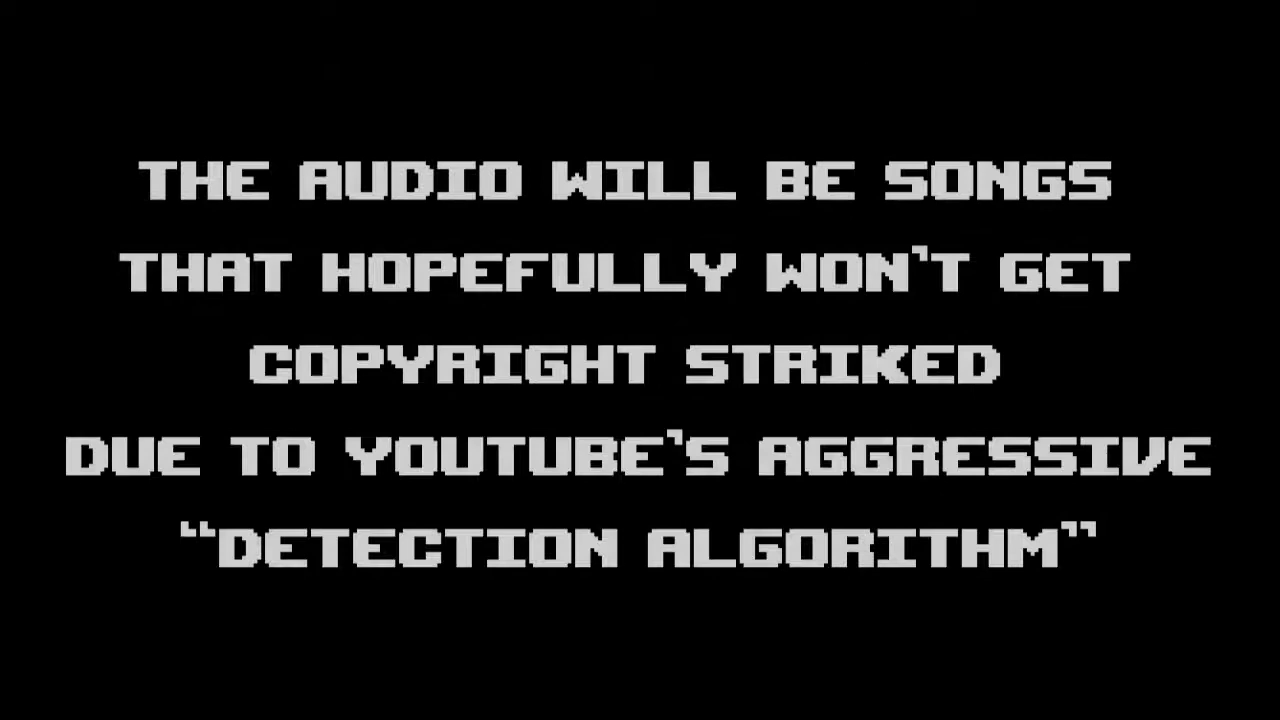 THE AUDIO WILL BE SONGS
THAT HOPEFULLY WON'T GET
COPYRIGHT STRIKED
DUE TO YOUTUBE'S AGGRESSIVE
“DETECTION ALGORITHM”